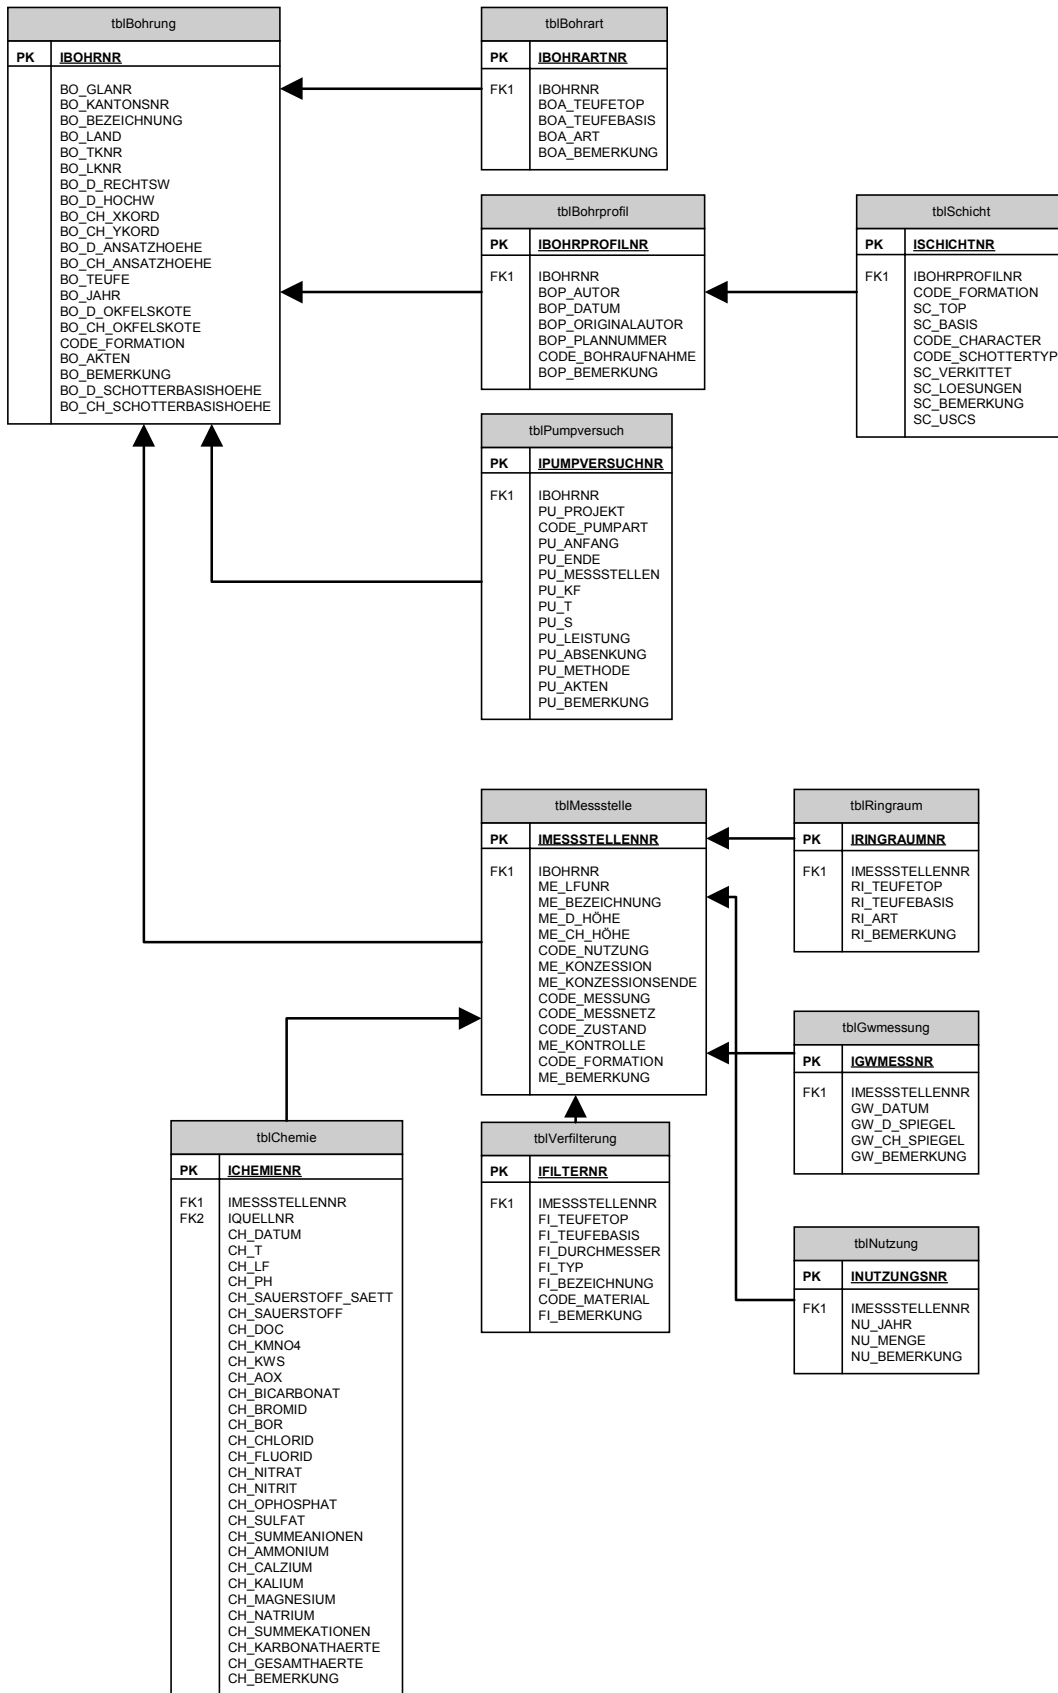 tblBohrung
PK IBOHRNR
BO_GLANR
BO_KANTONSNR
BO_BEZEICHNUNG
BO_LAND
BO_TKNR
BO_LKNR
BO_D_RECHTSW
BO_D_HOCHW
BO_CH_XKORD
BO_CH_YKORD
BO_D_ANSATZHOEHE
BO_CH_ANSATZHOEHE
BO_TEUFE
BO_JAHR
BO_D_OKFELSKOTE
BO_CH_OKFELSKOTE
CODE_FORMATION
BO_AKTEN
BO_BEMERKUNG
BO_D_SCHOTTERBASISHOEHE
BO_CH_SCHOTTERBASISHOEHE
tblBohrart
PK IBOHRARTNR
FK1 IBOHRNR
BOA_TEUFETOP
BOA_TEUFEBASIS
BOA_ART
BOA_BEMERKUNG
tblBohrprofil
PK IBOHRPROFILNR
FK1 IBOHRNR
BOP_AUTOR
BOP_DATUM
BOP_ORIGINALAUTOR
BOP_PLANNUMMER
CODE_BOHRAUFNAHME
BOP_BEMERKUNG
tblSchicht
PK ISCHICHTNR
FK1 IBOHRPROFILNR
CODE_FORMATION
SC_TOP
SC_BASIS
CODE_CHARACTER
CODE_SCHOTTERTYP
SC_VERKITTET
SC_LOESUNGEN
SC_BEMERKUNG
SC_USCS
tblPumpversuch
PK IPUMPVERSUCHNR
FK1 IBOHRNR
PU_PROJEKT
CODE_PUMPART
PU_ANFANG
PU_ENDE
PU_MESSSTELLEN
PU_KF
PU_T
PU_S
PU_LEISTUNG
PU_ABSENKUNG
PU_METHODE
PU_AKTEN
PU_BEMERKUNG
tblMessstelle
PK IMESSSTELLENNR
FK1 IBOHRNR
ME_LFUNR
ME_BEZEICHNUNG
ME_D_HÖHE
ME_CH_HÖHE
CODE_NUTZUNG
ME_KONZESSION
ME_KONZESSIONSENDE
CODE_MESSUNG
CODE_MESSNETZ
CODE_ZUSTAND
ME_KONTROLLE
CODE_FORMATION
ME_BEMERKUNG
tblRingraum
PK IRINGRAUMNR
FK1 IMESSSTELLENNR
RI_TEUFETOP
RI_TEUFEBASIS
RI_ART
RI_BEMERKUNG
tblGwmessung
PK IGWMESSNR
FK1 IMESSSTELLENNR
GW_DATUM
GW_D_SPIEGEL
GW_CH_SPIEGEL
GW_BEMERKUNG
tblChemie
PK ICHEMIENR
FK1 IMESSSTELLENNR
FK2 IQUELLNR
CH_DATUM
CH_T
CH_LF
CH_PH
CH_SAUERSTOFF_SAETT
CH_SAUERSTOFF
CH_DOC
CH_KMNO4
CH_KWS
CH_AOX
CH_BICARBONAT
CH_BROMID
CH_BOR
CH_CHLORID
CH_FLUORID
CH_NITRAT
CH_NITRIT
CH_OPHOSPHAT
CH_SULFAT
CH_SUMMEANIONEN
CH_AMMONIUM
CH_CALZIUM
CH_KALIUM
CH_MAGNESIUM
CH_NATRIUM
CH_SUMMEKATIONEN
CH_KARBONATHAERTE
CH_GESAMTHAERTE
CH_BEMERKUNG
tblVerfilterung
PK IFILTERNR
FK1 IMESSSTELLENNR
FI_TEUFETOP
FI_TEUFEBASIS
FI_DURCHMESSER
FI_TYP
FI_BEZEICHNUNG
CODE_MATERIAL
FI_BEMERKUNG
tblNutzung
PK INUTZUNGSNR
FK1 IMESSSTELLENNR
NU_JAHR
NU_MENGE
NU_BEMERKUNG